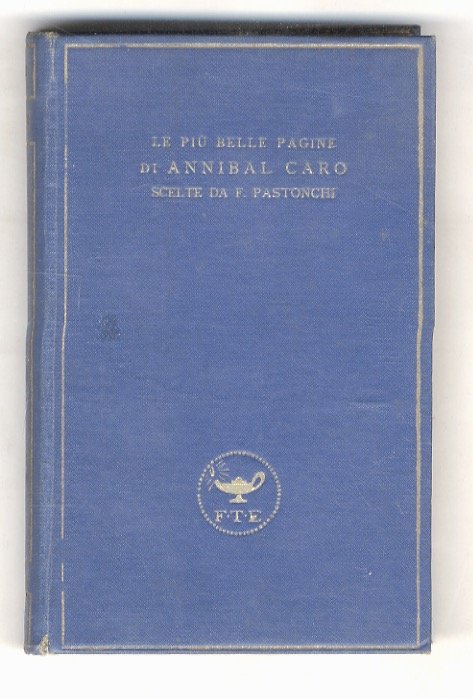 LE PIÙ BELLE PAGINE
DI ANNIBAL CARO
SCELTE DA F. PASTONCHI
F·T·E